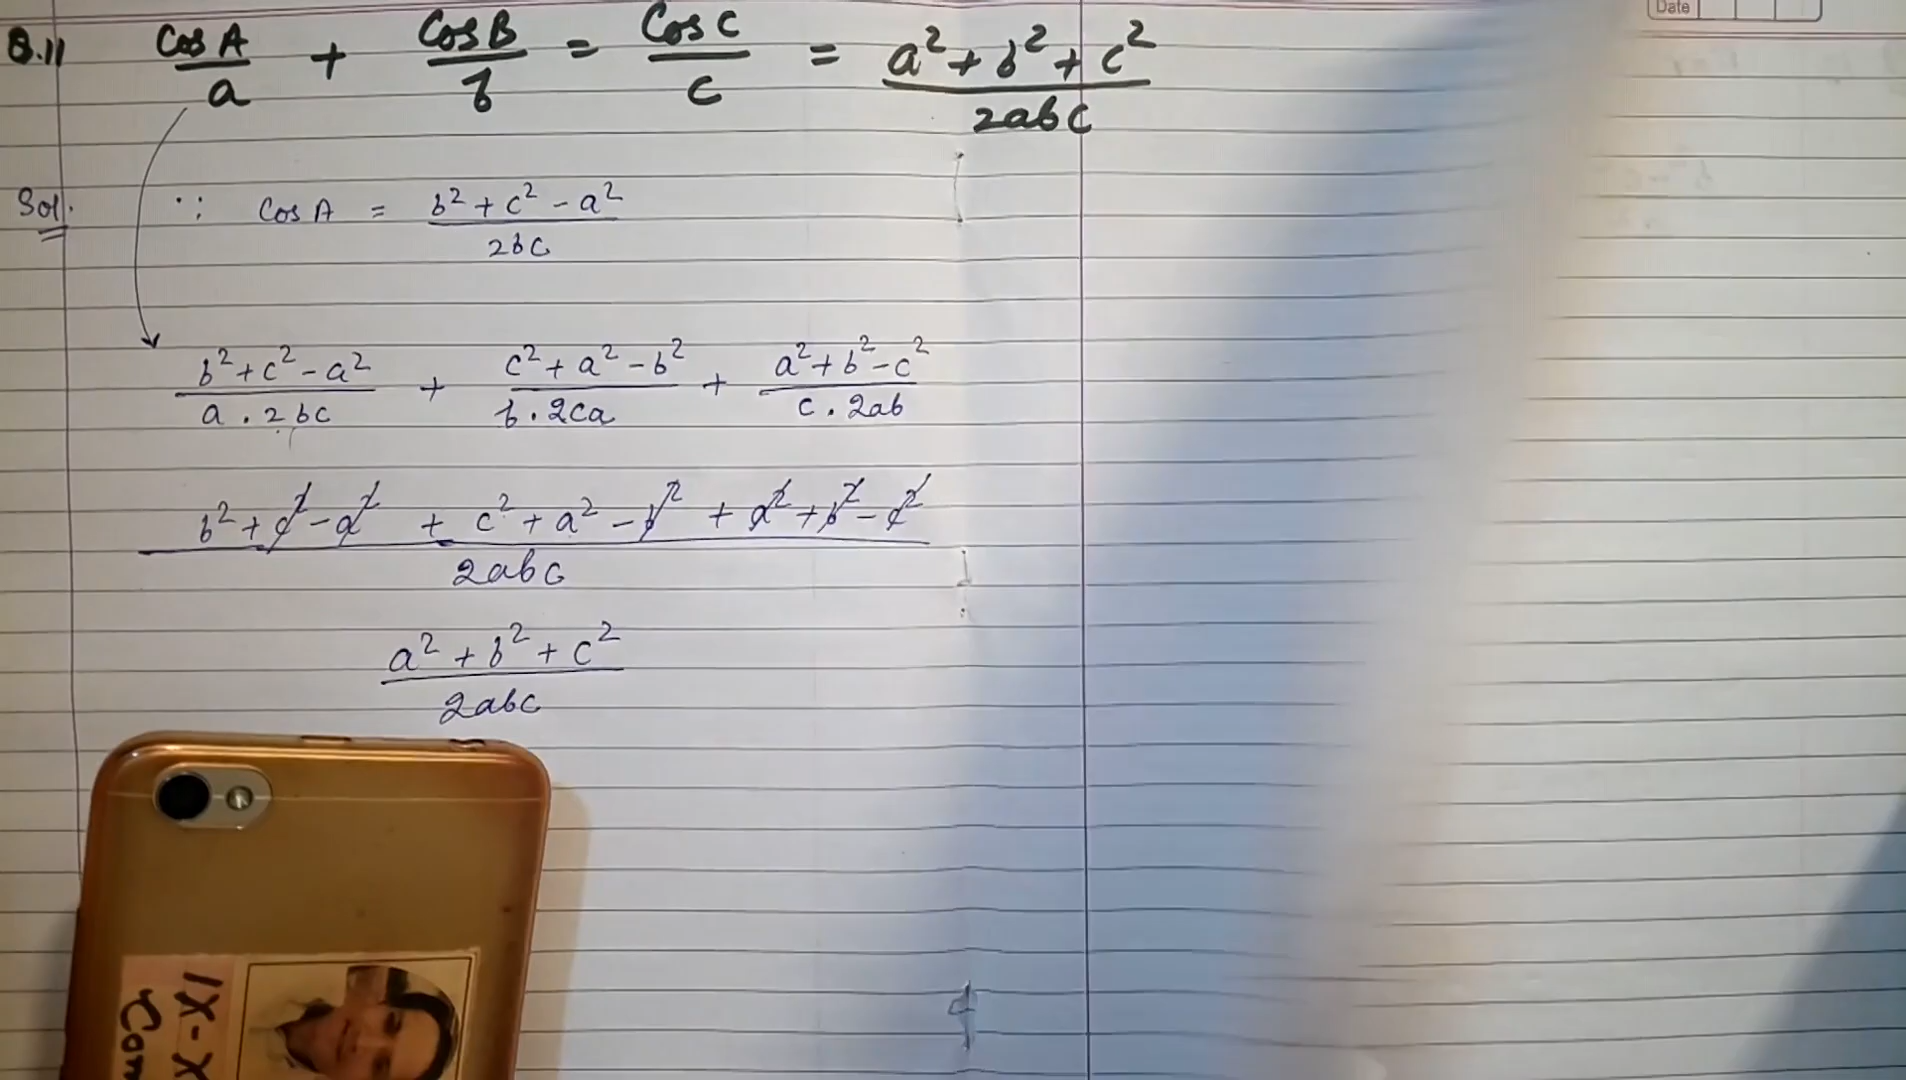 Date
Q.11 Cos A / a + Cos B / b = Cos C / c = a² + b² + c² / 2abc
Sol. ∵ Cos A = b² + c² - a² / 2bc
b² + c² - a² / a . 2bc + c² + a² - b² / b . 2ca + a² + b² - c² / c . 2ab
b² + c² - a² + c² + a² - b² + a² + b² - c² / 2abc
a² + b² + c² / 2abc
IX-X
Com